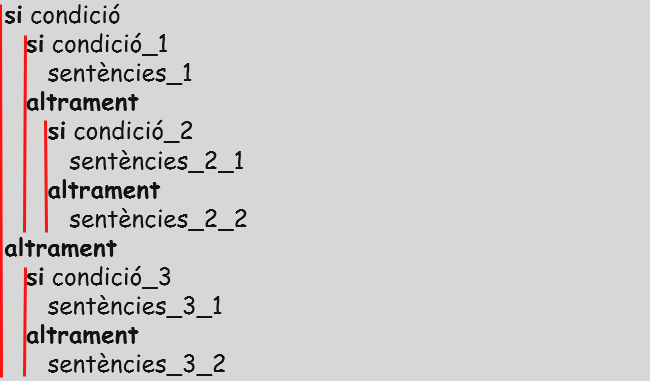 si condició
si condició_1
sentències_1
altrament
si condició_2
sentències_2_1
altrament
sentències_2_2
altrament
si condició_3
sentències_3_1
altrament
sentències_3_2